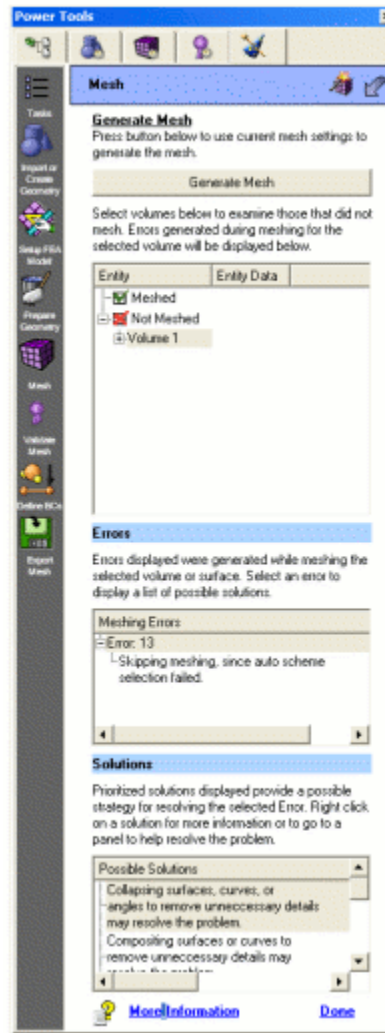 Power Tools
Tasks
Import or
Create
Geometry
Setup FEA
Model
Prepare
Geometry
Mesh
Validate
Mesh
Define BCs
Export
Mesh
Mesh
Generate Mesh
Press button below to use current mesh settings to
generate the mesh.
Generate Mesh
Select volumes below to examine those that did not
mesh. Errors generated during meshing for the
selected volume will be displayed below.
Entity Entity Data
Meshed
Not Meshed
Volume 1
Errors
Errors displayed were generated while meshing the
selected volume or surface. Select an error to
display a list of possible solutions.
Meshing Errors
Error: 13
Skipping meshing, since auto scheme
selection failed.
Solutions
Prioritized solutions displayed provide a possible
strategy for resolving the selected Error. Right click
on a solution for more information or to go to a
panel to help resolve the problem.
Possible Solutions
Collapsing surfaces, curves, or
angles to remove unneccessary details
may resolve the problem.
Compositing surfaces or curves to
remove unneccessary details may
More Information Done